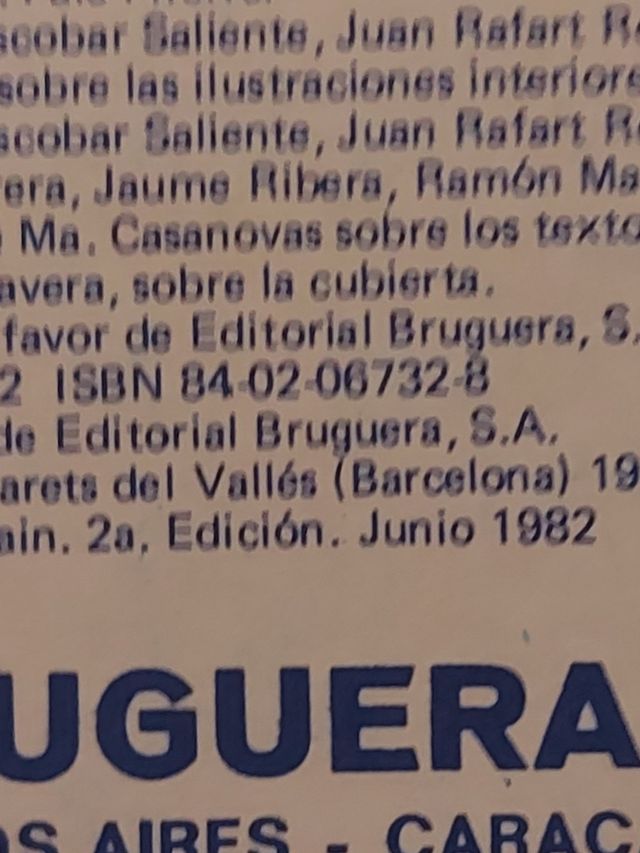 scobar Saliente, Juan Rafart R
sobre las ilustraciones interiore
scobar Saliente, Juan Rafart R
era, Jaume Ribera, Ramón Ma
Ma. Casanovas sobre los texto
avera, sobre la cubierta.
favor de Editorial Bruguera, S.
2 ISBN 84-02-06732-8
de Editorial Bruguera, S.A.
arets del Vallés (Barcelona) 19
ain. 2a. Edición. Junio 1982
UGUERA
OS AIRES - CARAC